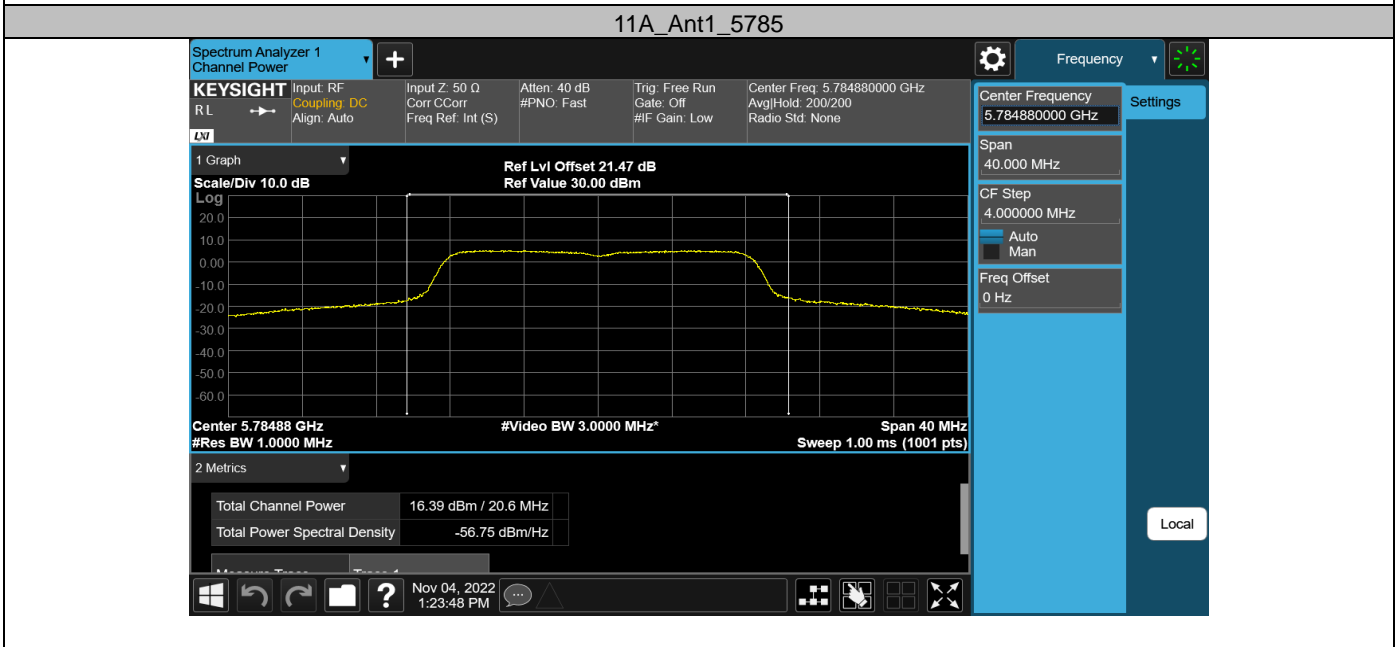 11A_Ant1_5785
Spectrum Analyzer 1
Channel Power
Frequency
KEYSIGHT
RL
LXI
Input: RF
Coupling: DC
Align: Auto
Input Z: 50 Ω
Corr CCorr
Freq Ref: Int (S)
Atten: 40 dB
#PNO: Fast
Trig: Free Run
Gate: Off
#IF Gain: Low
Center Freq: 5.784880000 GHz
Avg|Hold: 200/200
Radio Std: None
Center Frequency
5.784880000 GHz
Settings
Span
40.000 MHz
CF Step
4.000000 MHz
Auto
Man
Freq Offset
0 Hz
Local
1 Graph
Scale/Div 10.0 dB
Ref Lvl Offset 21.47 dB
Ref Value 30.00 dBm
Log
20.0
10.0
0.00
-10.0
-20.0
-30.0
-40.0
-50.0
-60.0
Center 5.78488 GHz
#Video BW 3.0000 MHz*
Span 40 MHz
#Res BW 1.0000 MHz
Sweep 1.00 ms (1001 pts)
2 Metrics
Total Channel Power 16.39 dBm / 20.6 MHz
Total Power Spectral Density -56.75 dBm/Hz
Measure Trace Trace 1
?
Nov 04, 2022
1:23:48 PM